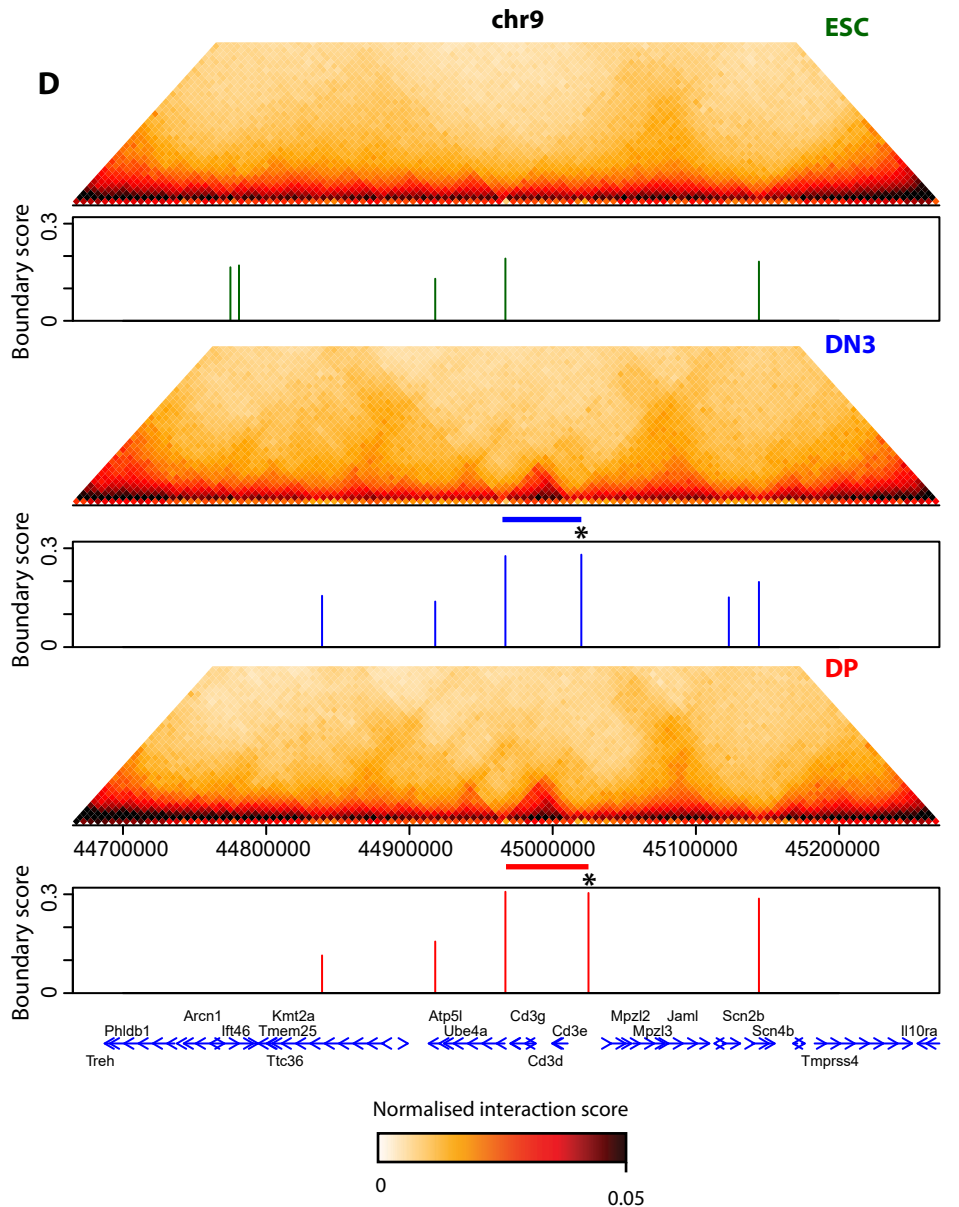 chr9
ESC
D
Boundary score
0.3
0
DN3
*
Boundary score
0.3
0
DP
44700000 44800000 44900000 45000000 45100000 45200000
*
Boundary score
0.3
0
Arcn1 Kmt2a Atp5l Cd3g Mpzl2 Jaml Scn2b
Phldb1 Ift46 Tmem25 Ube4a Cd3e Mpzl3 Scn4b Il10ra
Treh Ttc36 Cd3d Tmprss4
Normalised interaction score
0 0.05